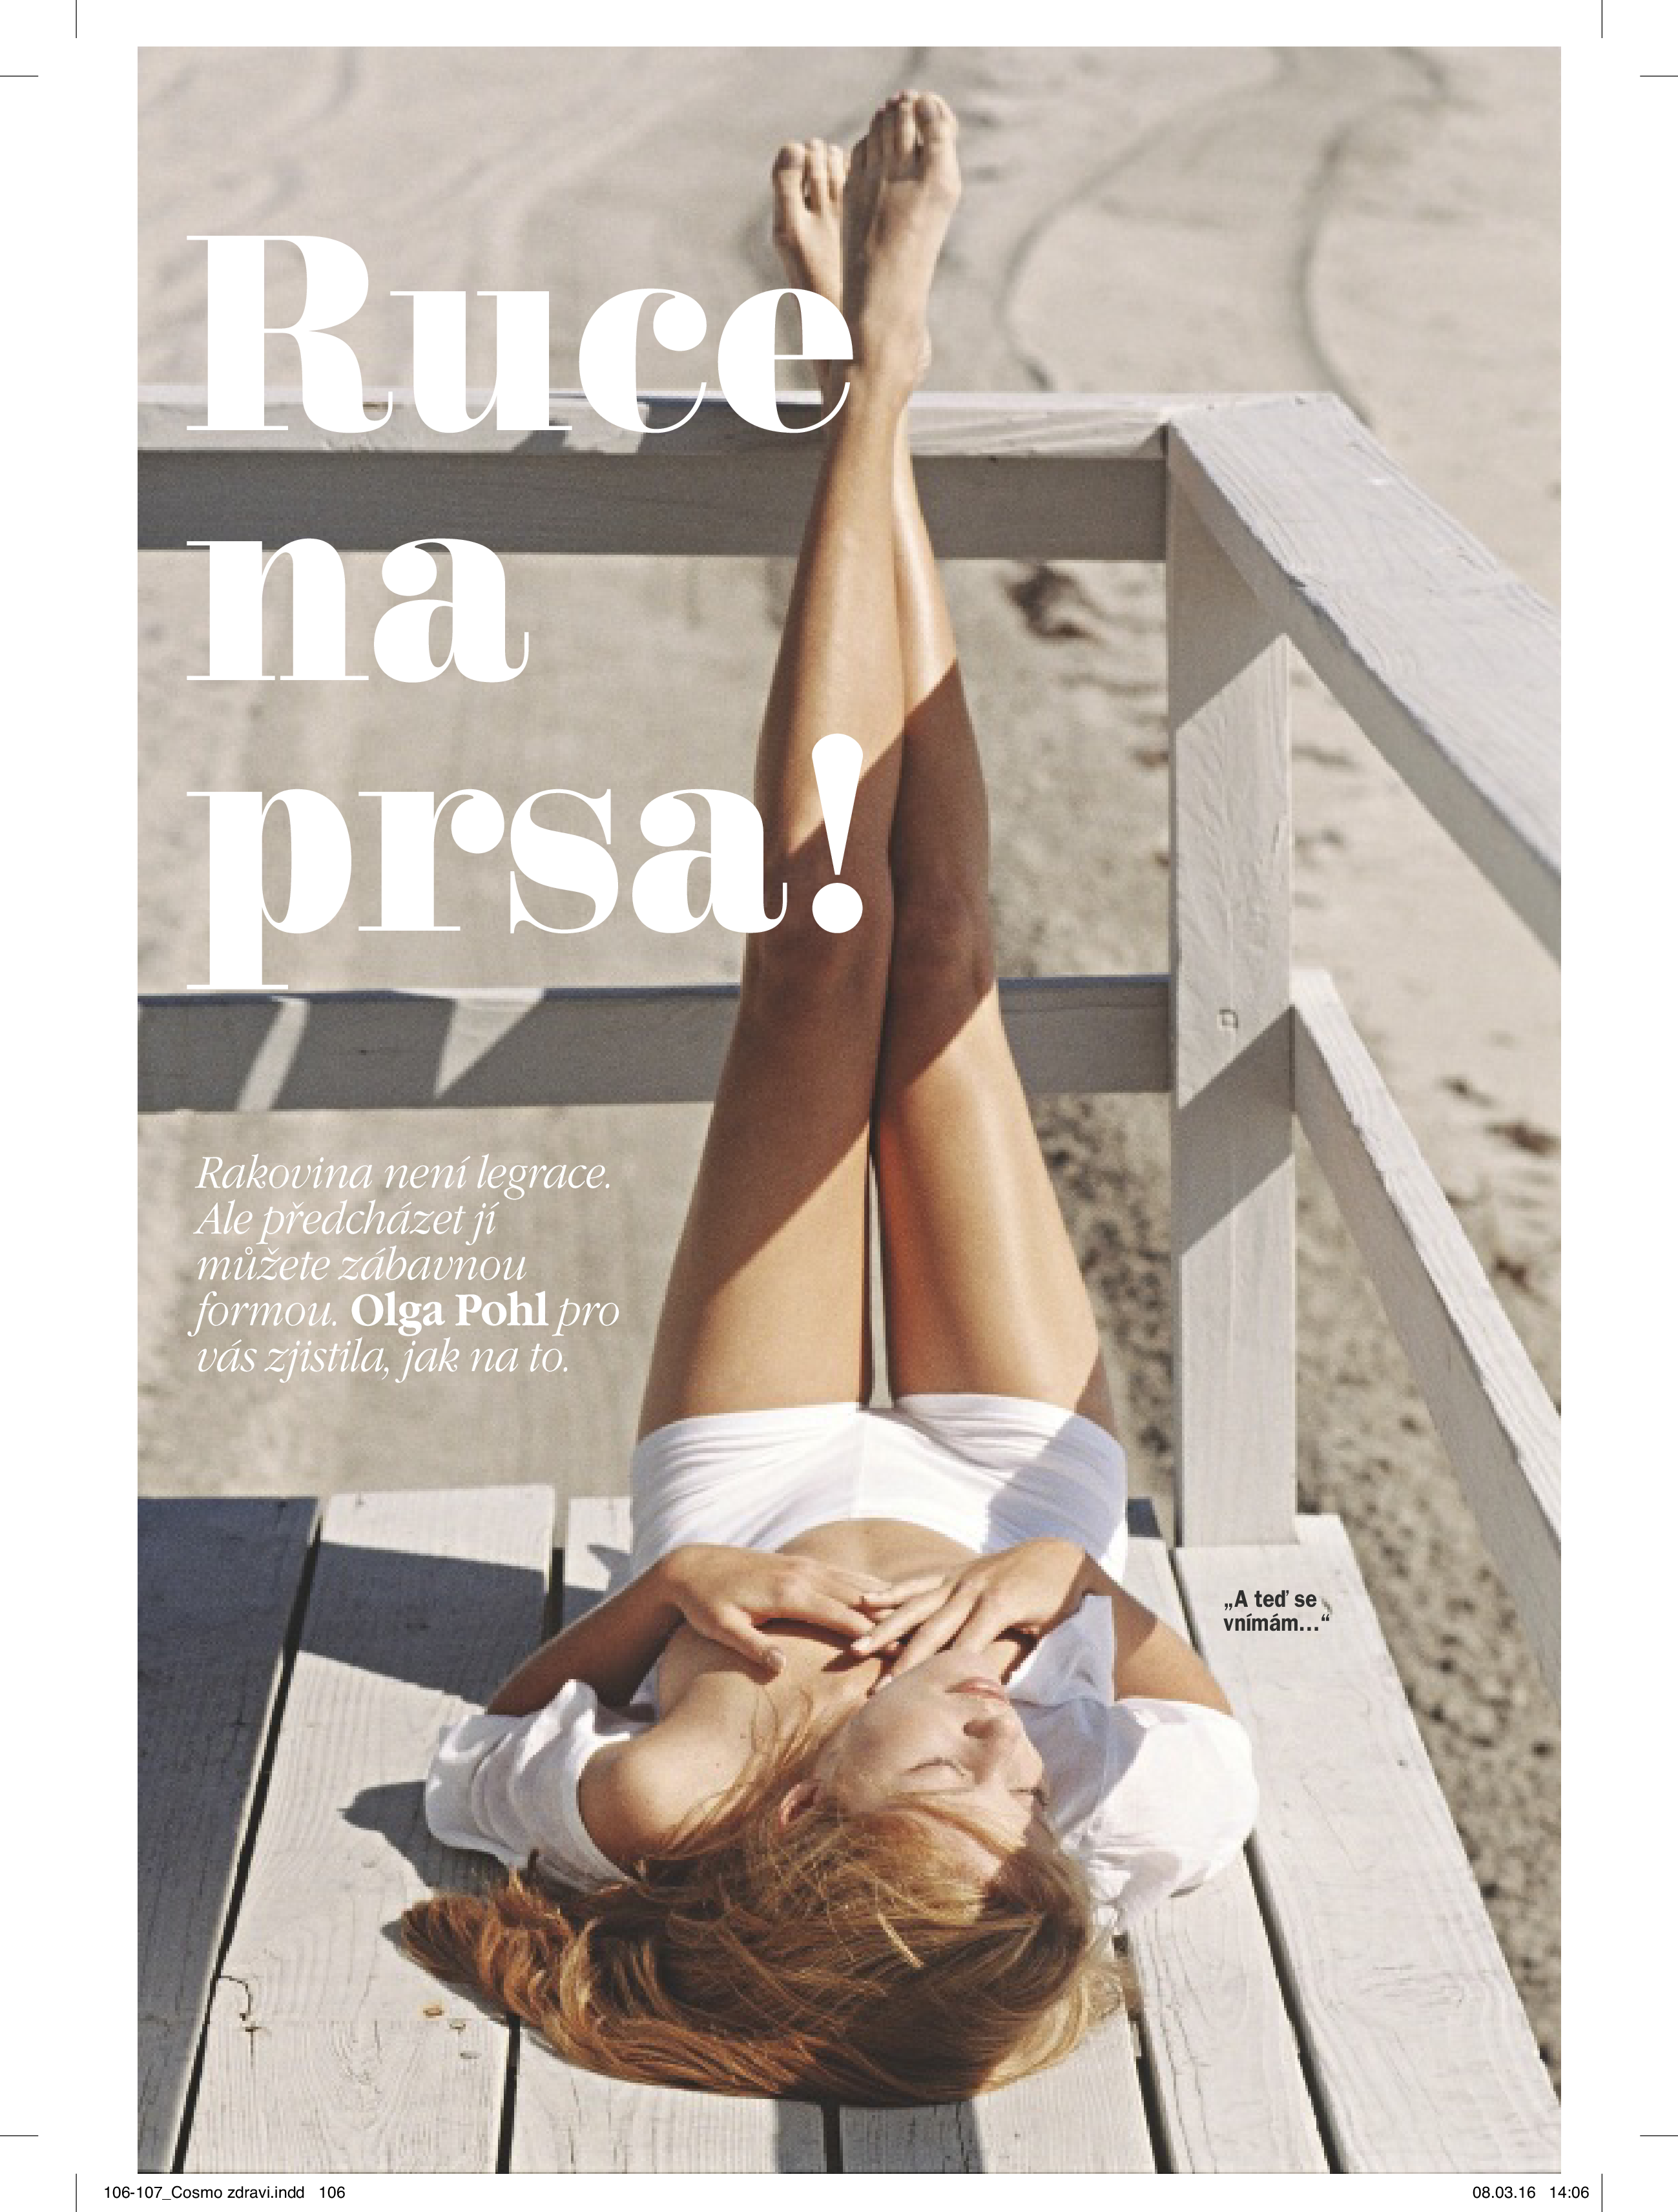 Ruce
na
prsa!
Rakovina není legrace.
Ale předcházet jí
můžete zábavnou
formou. Olga Pohl pro
vás zjistila, jak na to.
„A teď se
vnímám...“
106-107_Cosmo zdravi.indd 106
08.03.16 14:06